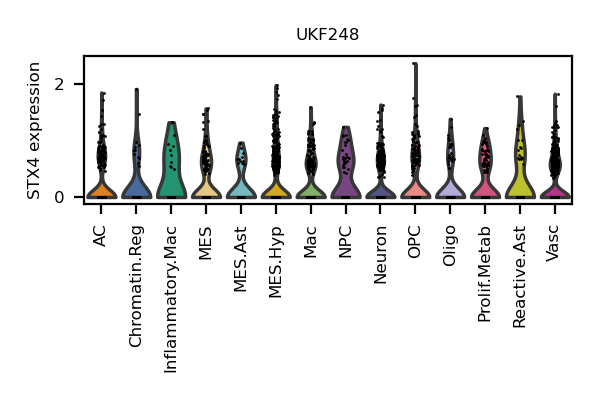 UKF248
STX4 expression
2
0
AC
Chromatin.Reg
Inflammatory.Mac
MES
MES.Ast
MES.Hyp
Mac
NPC
Neuron
OPC
Oligo
Prolif.Metab
Reactive.Ast
Vasc